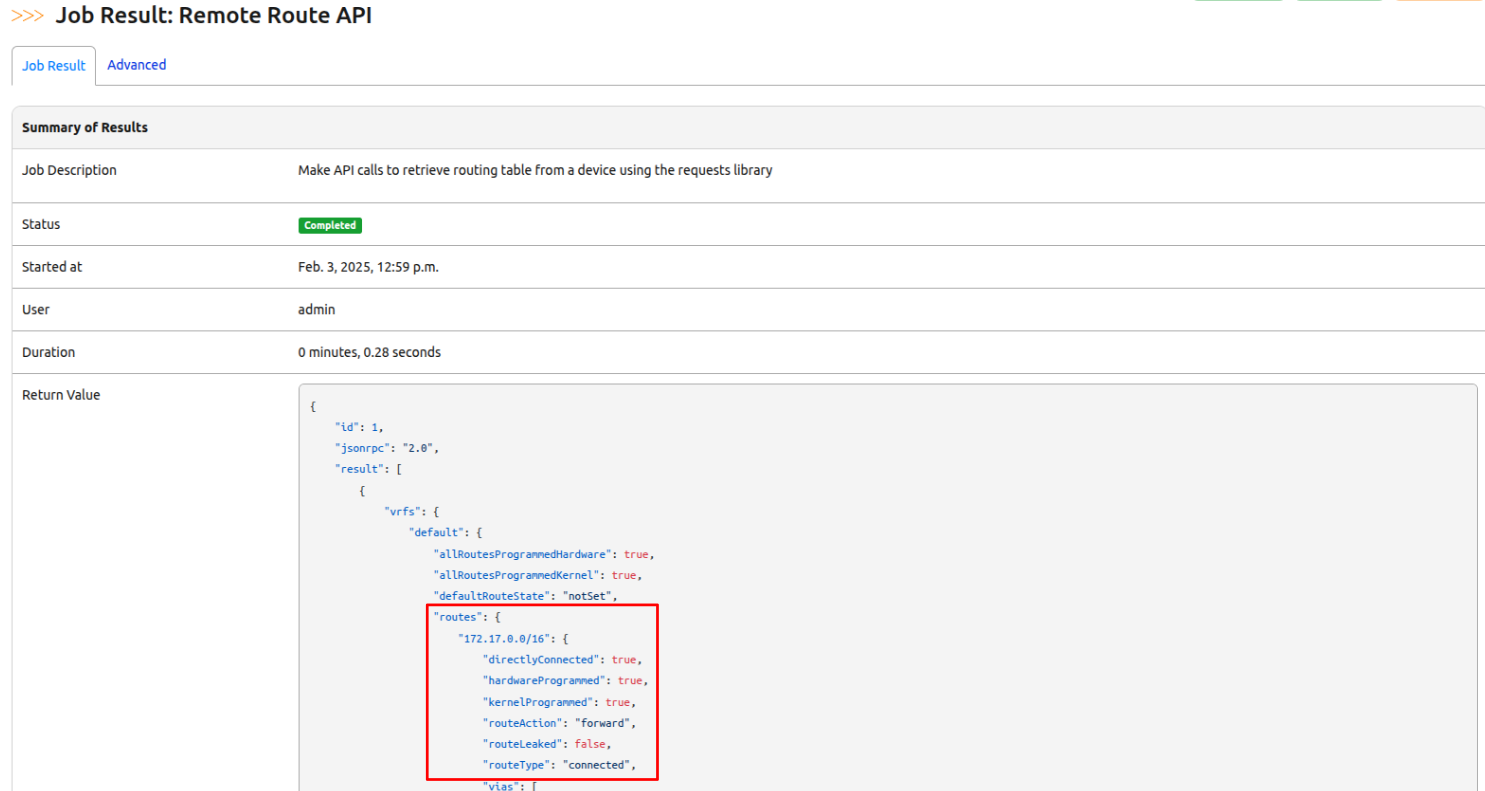 >>> Job Result: Remote Route API
Job Result Advanced
Summary of Results
Job Description Make API calls to retrieve routing table from a device using the requests library
Status Completed
Started at Feb. 3, 2025, 12:59 p.m.
User admin
Duration 0 minutes, 0.28 seconds
Return Value
{
"id": 1,
"jsonrpc": "2.0",
"result": [
{
"vrfs": {
"default": {
"allRoutesProgrammedHardware": true,
"allRoutesProgrammedKernel": true,
"defaultRouteState": "notSet",
"routes": {
"172.17.0.0/16": {
"directlyConnected": true,
"hardwareProgrammed": true,
"kernelProgrammed": true,
"routeAction": "forward",
"routeLeaked": false,
"routeType": "connected",
"vias": [